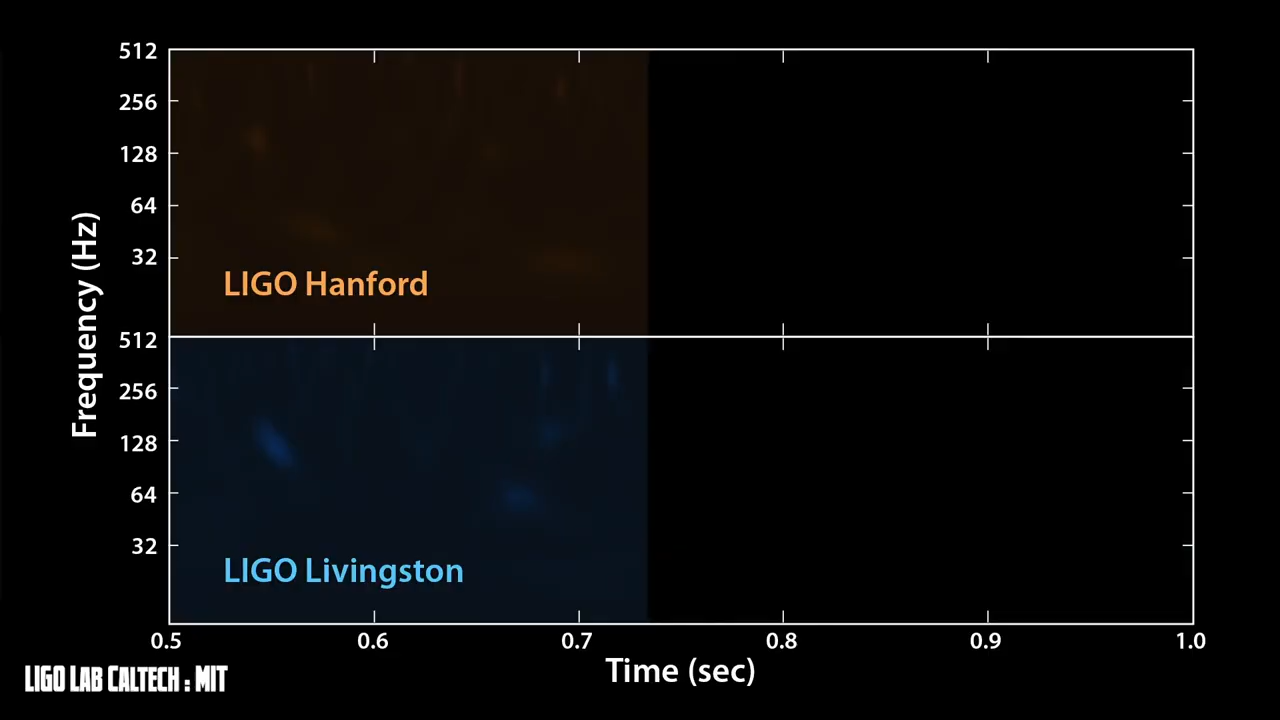 512
256
128
64
32
LIGO Hanford
Frequency (Hz)
512
256
128
64
32
LIGO Livingston
0.5 0.6 0.7 0.8 0.9 1.0
Time (sec)
LIGO LAB CALTECH : MIT